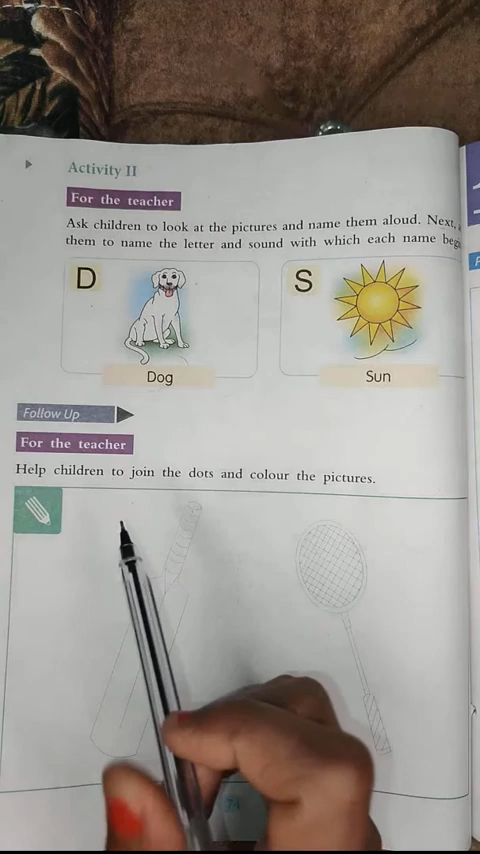 Activity II
For the teacher
Ask children to look at the pictures and name them aloud. Next,
them to name the letter and sound with which each name
D
S
Dog
Sun
Follow Up
For the teacher
Help children to join the dots and colour the pictures.